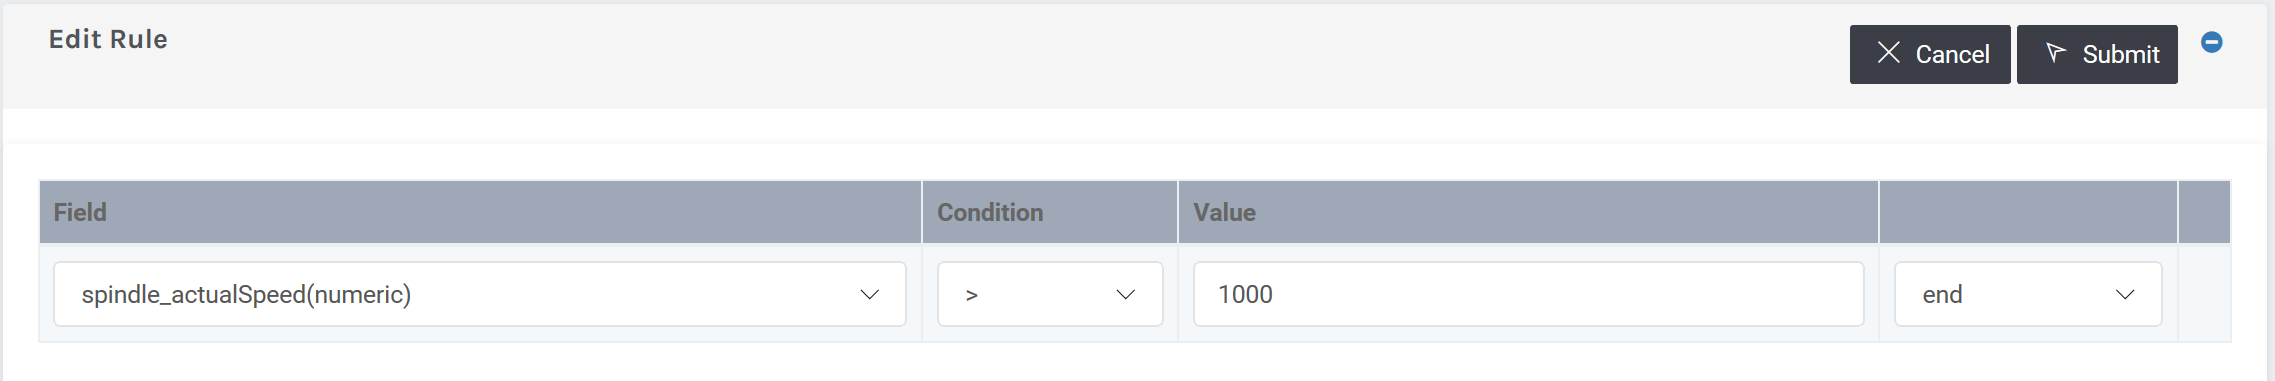 Edit Rule
Cancel
Submit
Field Condition Value
spindle_actualSpeed(numeric) > 1000 end